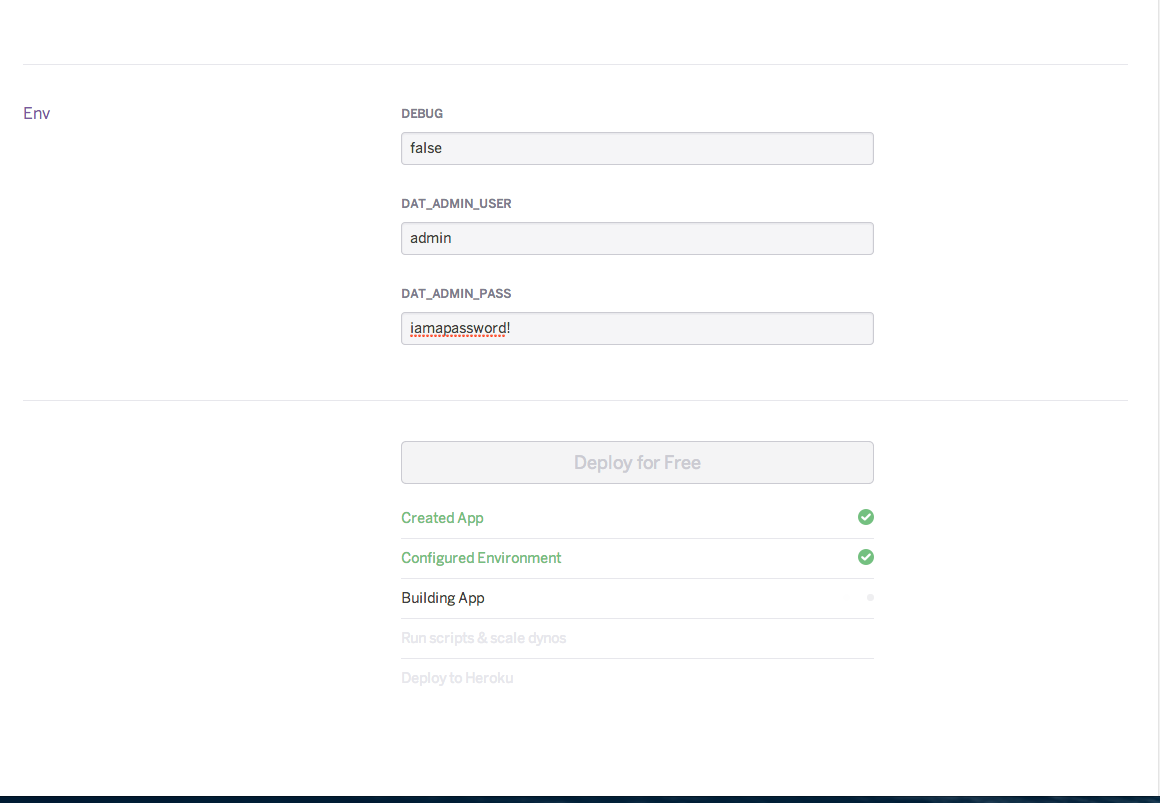 Env
DEBUG
false
DAT_ADMIN_USER
admin
DAT_ADMIN_PASS
iamapassword!
Deploy for Free
Created App
Configured Environment
Building App
Run scripts & scale dynos
Deploy to Heroku